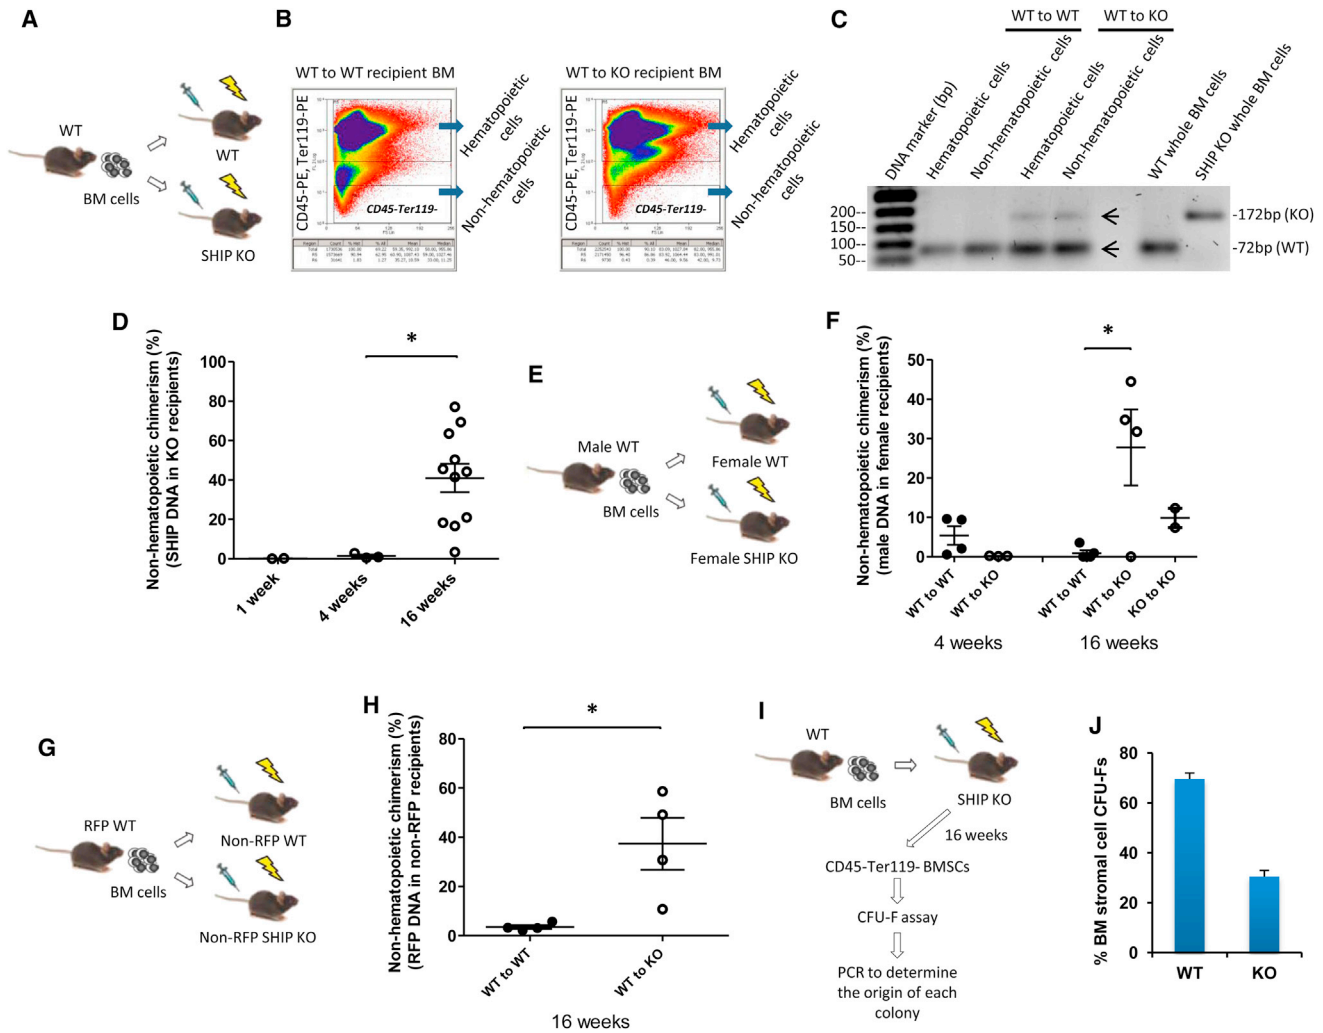 A
WT
BM cells
WT
SHIP KO
B
WT to WT recipient BM
CD45-PE, Ter119-PE
CD45-Ter119-
Hematopoietic cells
Non-hematopoietic cells
WT to KO recipient BM
CD45-PE, Ter119-PE
CD45-Ter119-
Hematopoietic cells
Non-hematopoietic cells
C
WT to WT
WT to KO
DNA marker (bp)
Hematopoietic cells
Non-hematopoietic cells
Hematopoietic cells
Non-hematopoietic cells
WT whole BM cells
SHIP KO whole BM cells
200--
150--
100--
50--
-172bp (KO)
-72bp (WT)
D
Non-hematopoietic chimerism (%)
(SHIP DNA in KO recipients)
100
80
60
40
20
0
*
1 week
4 weeks
16 weeks
E
Male WT
BM cells
Female WT
Female SHIP KO
F
Non-hematopoietic chimerism (%)
(male DNA in female recipients)
50
40
30
20
10
0
*
WT to WT
WT to KO
WT to WT
WT to KO
KO to KO
4 weeks
16 weeks
G
RFP WT
BM cells
Non-RFP WT
Non-RFP SHIP KO
H
Non-hematopoietic chimerism (%)
(RFP DNA in non-RFP recipients)
80
60
40
20
0
*
WT to WT
WT to KO
16 weeks
I
WT
BM cells
SHIP KO
16 weeks
CD45-Ter119- BMSCs
CFU-F assay
PCR to determine
the origin of each
colony
J
% BM stromal cell CFU-Fs
80
60
40
20
0
WT
KO